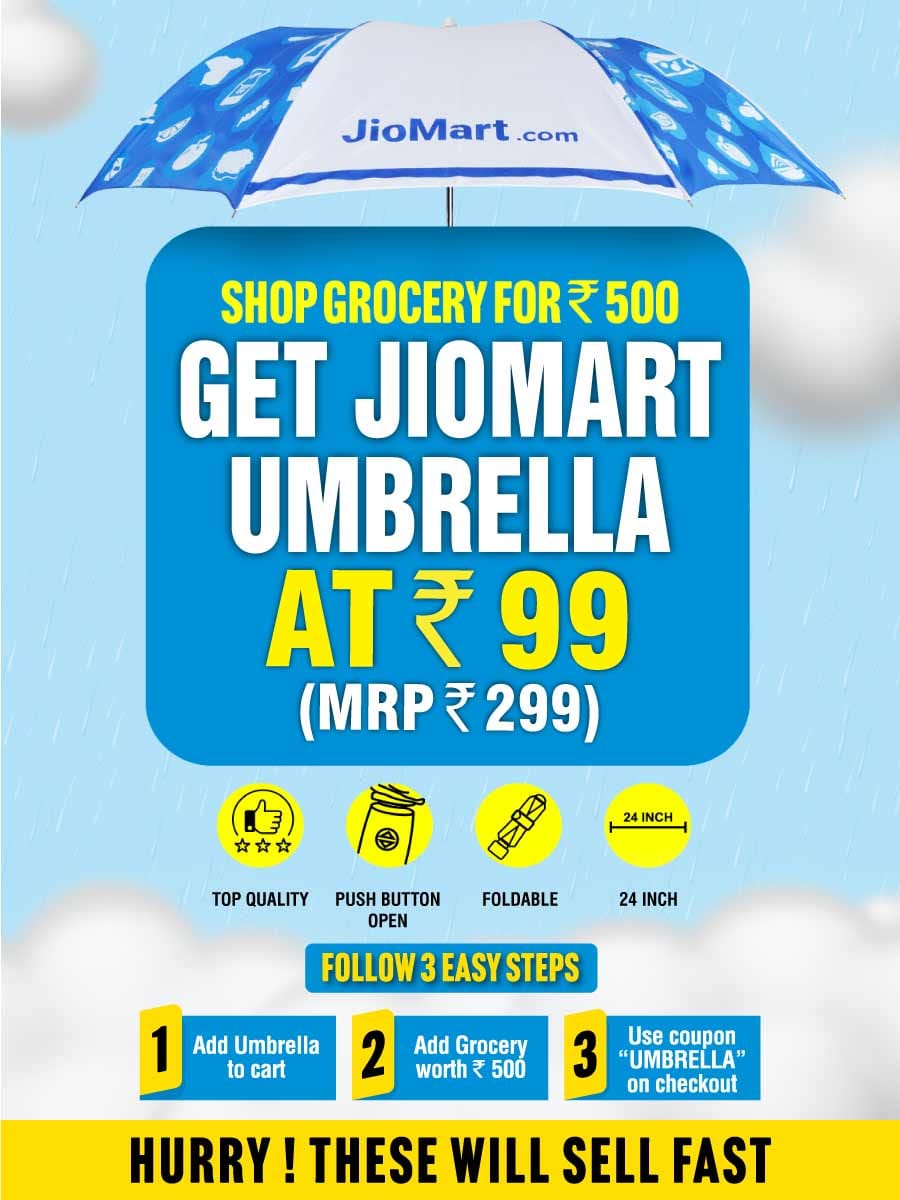 JioMart.com
SHOP GROCERY FOR ₹ 500
GET JIOMART
UMBRELLA
AT ₹ 99
(MRP ₹ 299)
24 INCH
TOP QUALITY
PUSH BUTTON
OPEN
FOLDABLE
24 INCH
FOLLOW 3 EASY STEPS
1
Add Umbrella
to cart
2
Add Grocery
worth ₹ 500
3
Use coupon
“UMBRELLA”
on checkout
HURRY ! THESE WILL SELL FAST